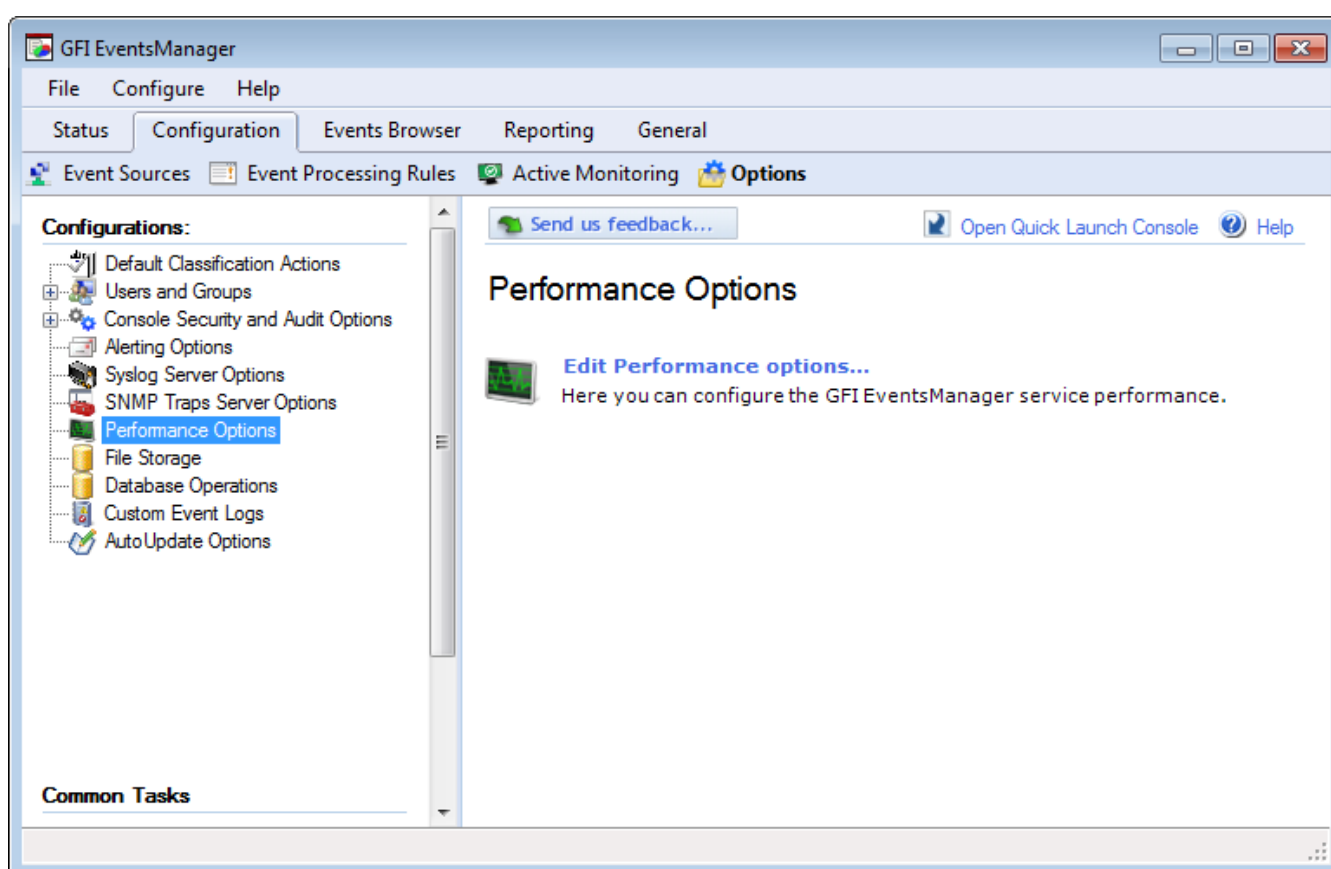 GFI EventsManager
File Configure Help
Status Configuration Events Browser Reporting General
Event Sources Event Processing Rules Active Monitoring Options
Configurations:
Default Classification Actions
Users and Groups
Console Security and Audit Options
Alerting Options
Syslog Server Options
SNMP Traps Server Options
Performance Options
File Storage
Database Operations
Custom Event Logs
AutoUpdate Options
Common Tasks
Send us feedback... Open Quick Launch Console Help
Performance Options
Edit Performance options...
Here you can configure the GFI EventsManager service performance.